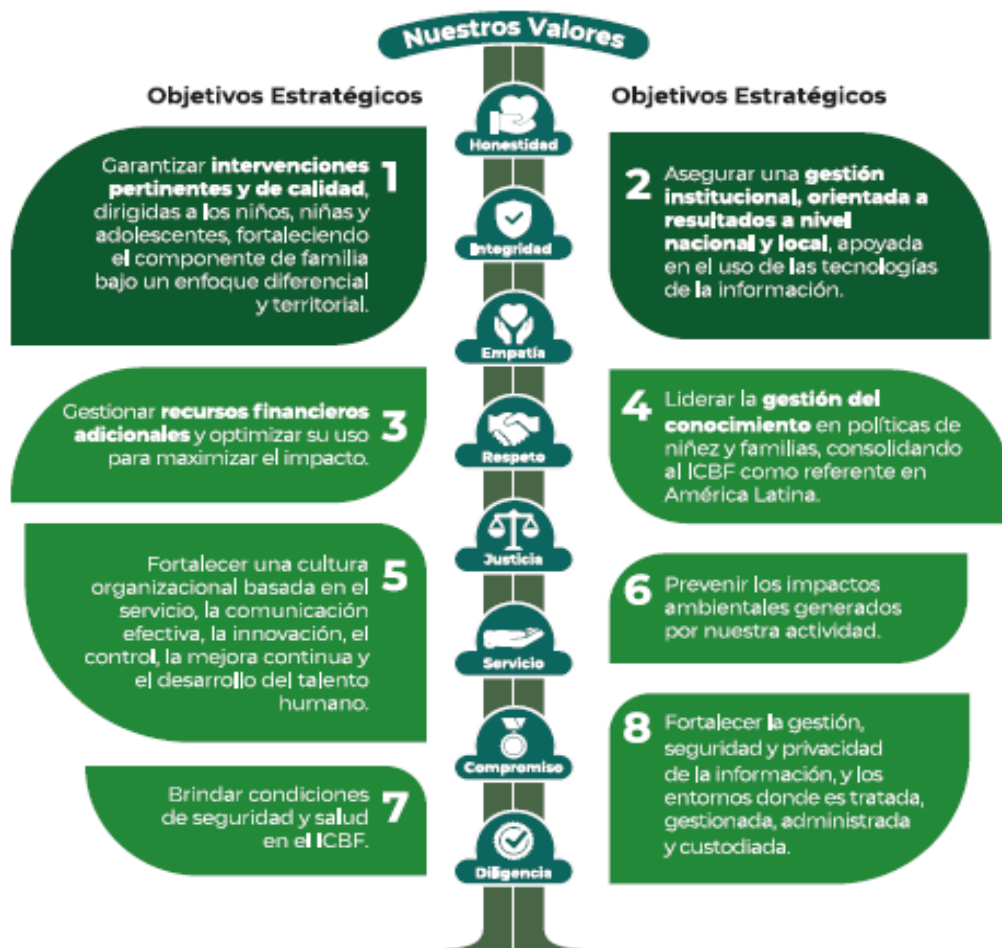 Nuestros Valores
Objetivos Estratégicos
1
Garantizar intervenciones
pertinentes y de calidad,
dirigidas a los niños, niñas y
adolescentes, fortaleciendo
el componente de familia
bajo un enfoque diferencial
y territorial.
Gestionar recursos financieros
adicionales y optimizar su uso
para maximizar el impacto.
3
Fortalecer una cultura
organizacional basada en el
servicio, la comunicación
efectiva, la innovación, el
control, la mejora continua y
el desarrollo del talento
humano.
5
Brindar condiciones
de seguridad y salud
en el ICBF.
7
Honestidad
Integridad
Empatía
Respeto
Justicia
Servicio
Compromiso
Diligencia
Objetivos Estratégicos
2
Asegurar una gestión
institucional, orientada a
resultados a nivel
nacional y local, apoyada
en el uso de las tecnologías
de la información.
4
Liderar la gestión del
conocimiento en políticas de
niñez y familias, consolidando
al ICBF como referente en
América Latina.
6
Prevenir los impactos
ambientales generados
por nuestra actividad.
8
Fortalecer la gestión,
seguridad y privacidad
de la información, y los
entornos donde es tratada,
gestionada, administrada
y custodiada.